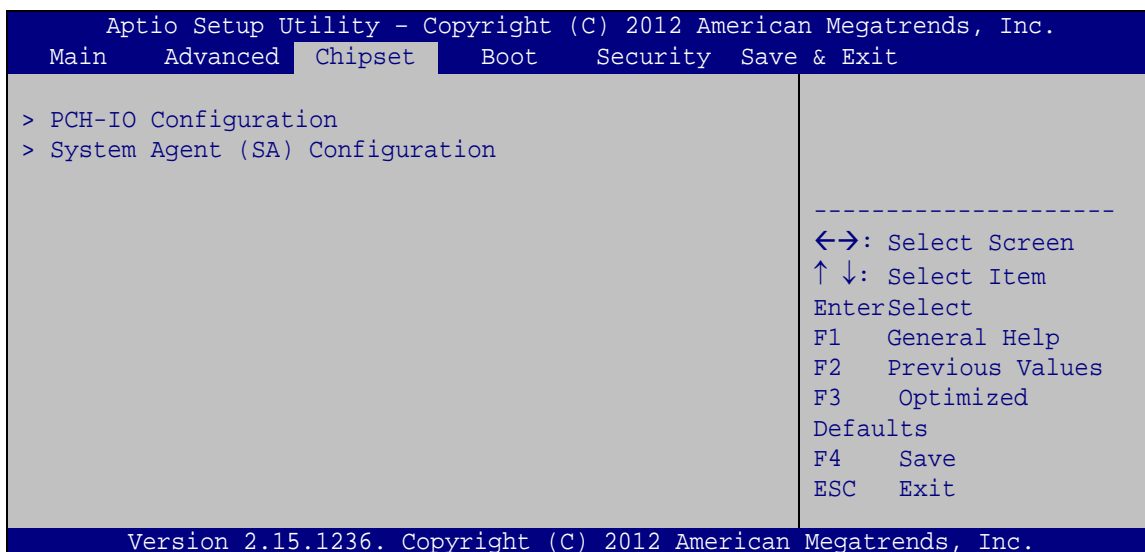 Aptio Setup Utility – Copyright (C) 2012 American Megatrends, Inc.
Main Advanced Chipset Boot Security Save & Exit
> PCH-IO Configuration
> System Agent (SA) Configuration
---------------------
←→: Select Screen
↑ ↓: Select Item
EnterSelect
F1 General Help
F2 Previous Values
F3 Optimized
Defaults
F4 Save
ESC Exit
Version 2.15.1236. Copyright (C) 2012 American Megatrends, Inc.